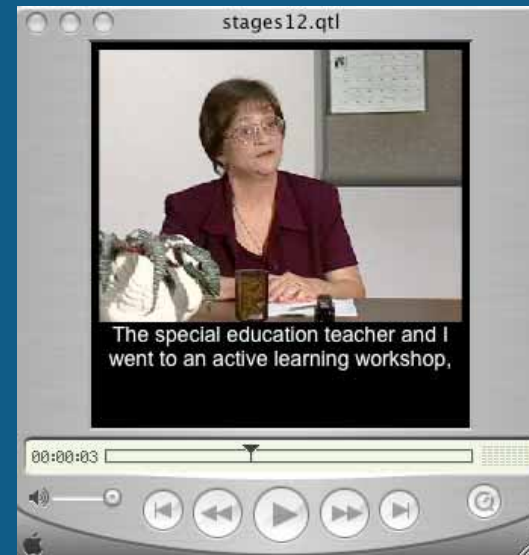 stages12.qtl
The special education teacher and I
went to an active learning workshop,
00:00:03